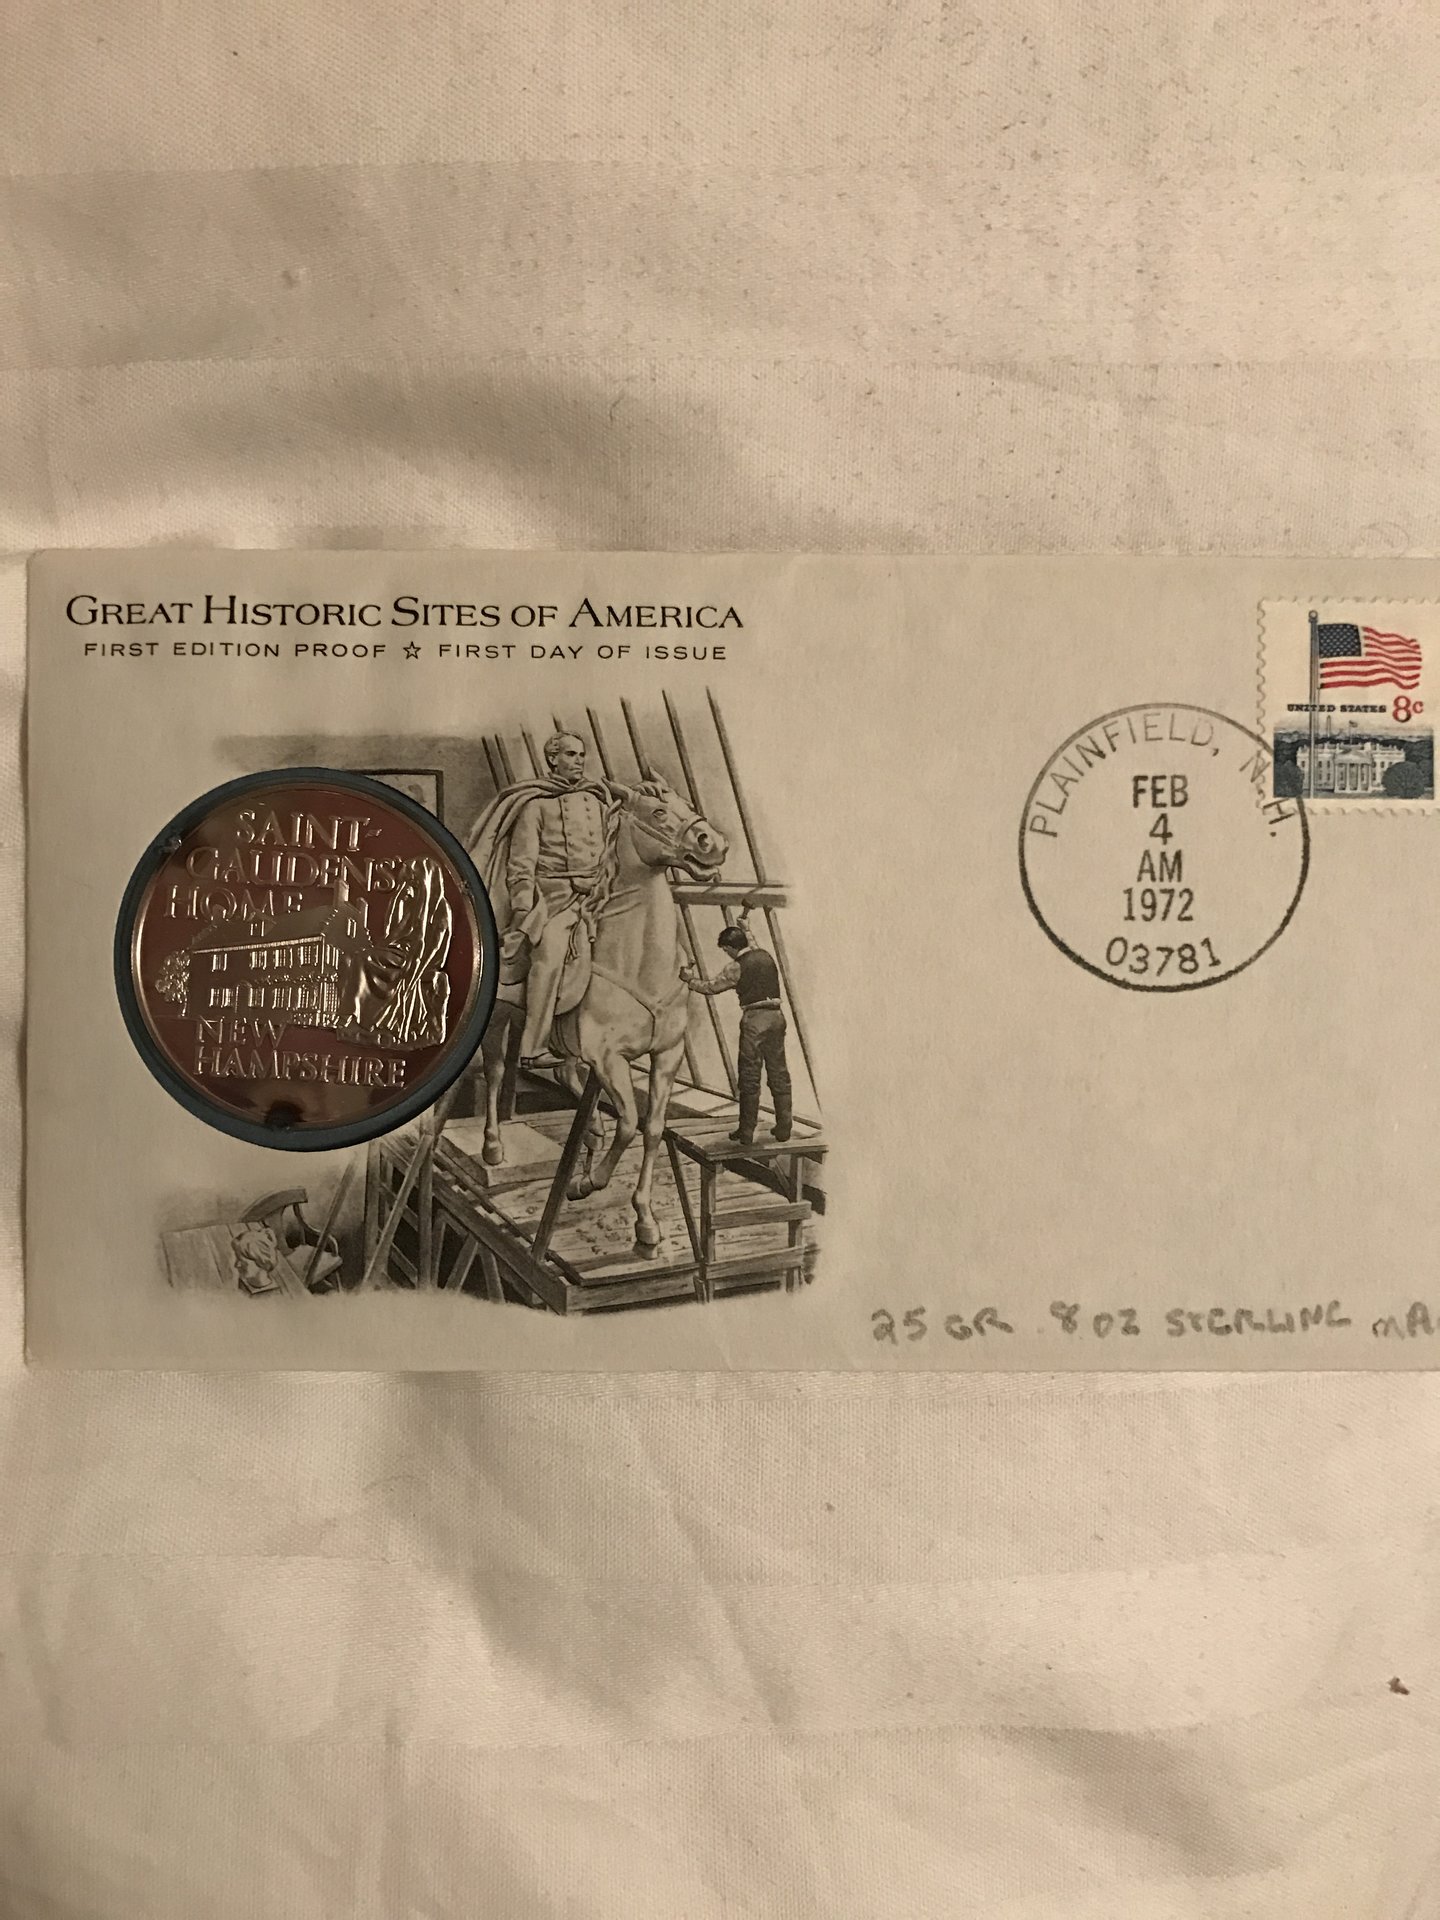 GREAT HISTORIC SITES OF AMERICA
FIRST EDITION PROOF ☆ FIRST DAY OF ISSUE
SAINT-
GAUDENS
HOME
NEW
HAMPSHIRE
UNITED STATES 8c
PLAINFIELD, N.H.
FEB
4
AM
1972
03781
25 GR .8 OZ STERLING